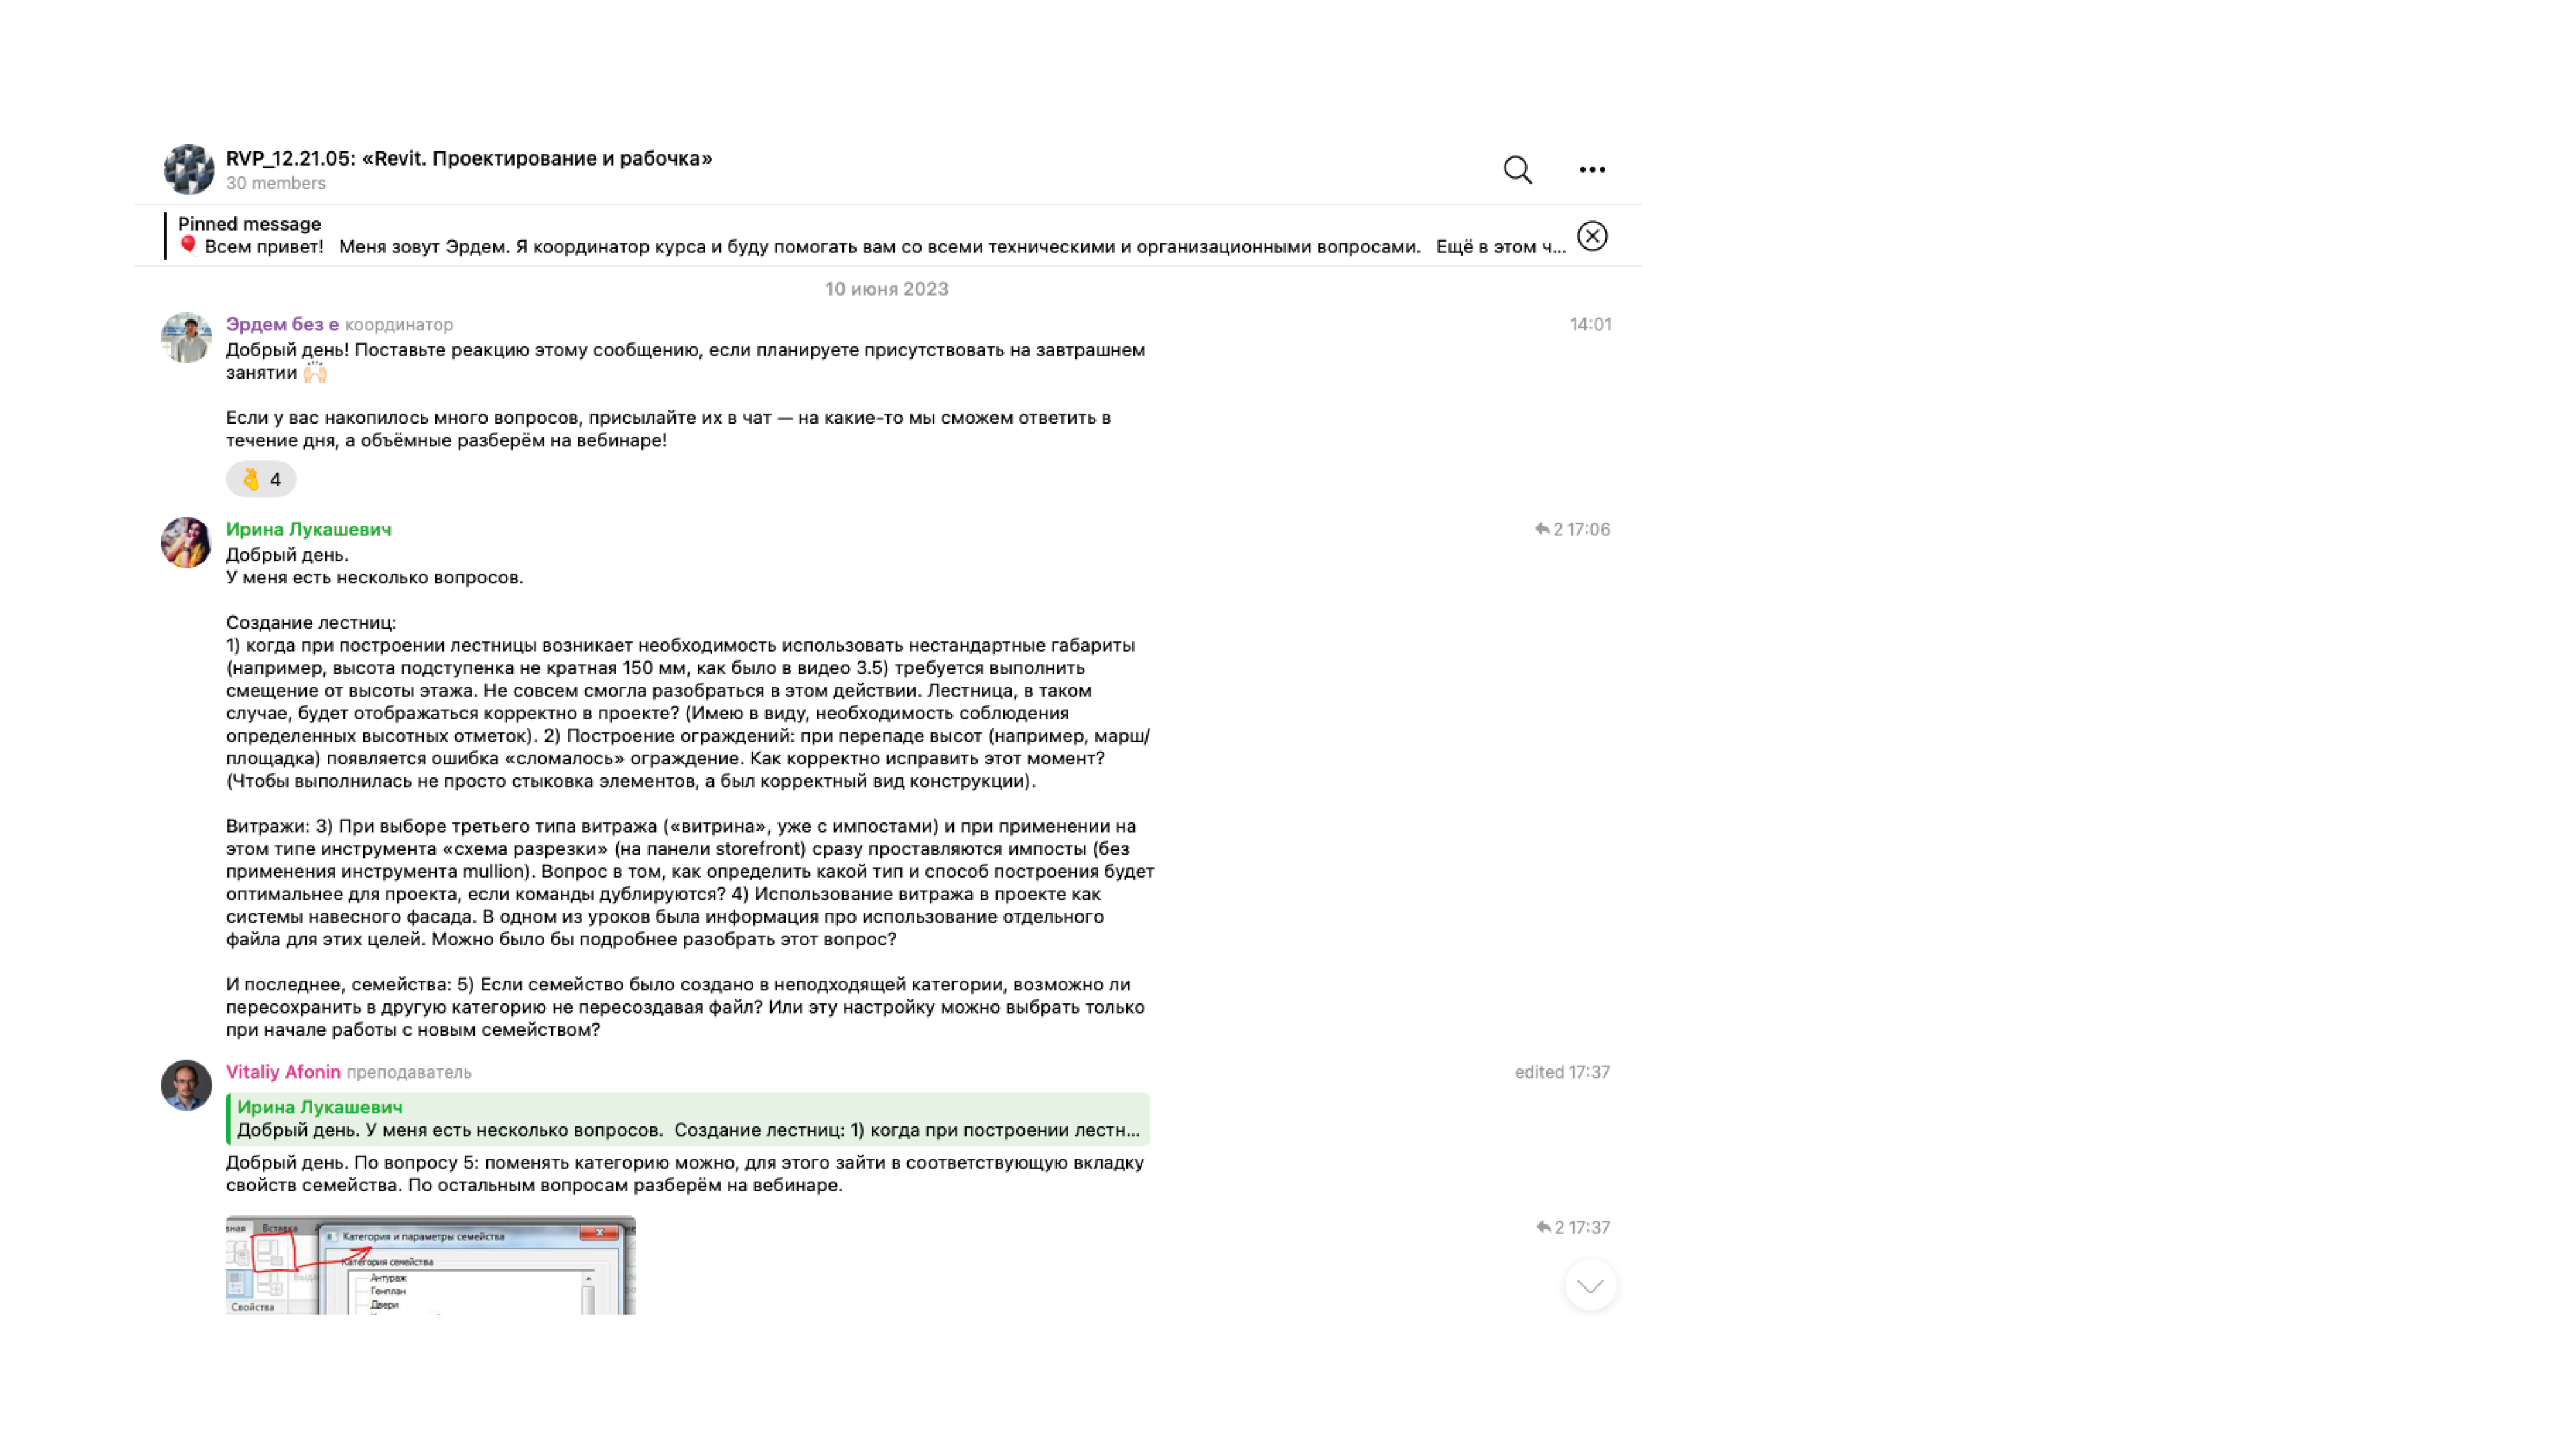 RVP_12.21.05: «Revit. Проектирование и рабочка»
30 members
Pinned message
🎈 Всем привет! Меня зовут Эрдем. Я координатор курса и буду помогать вам со всеми техническими и организационными вопросами. Ещё в этом ч...
10 июня 2023
Эрдем без е координатор 14:01
Добрый день! Поставьте реакцию этому сообщению, если планируете присутствовать на завтрашнем
занятии 🙌🏻
Если у вас накопилось много вопросов, присылайте их в чат — на какие-то мы сможем ответить в
течение дня, а объёмные разберём на вебинаре!
👌 4
Ирина Лукашевич 2 17:06
Добрый день.
У меня есть несколько вопросов.
Создание лестниц:
1) когда при построении лестницы возникает необходимость использовать нестандартные габариты
(например, высота подступенка не кратная 150 мм, как было в видео 3.5) требуется выполнить
смещение от высоты этажа. Не совсем смогла разобраться в этом действии. Лестница, в таком
случае, будет отображаться корректно в проекте? (Имею в виду, необходимость соблюдения
определенных высотных отметок). 2) Построение ограждений: при перепаде высот (например, марш/
площадка) появляется ошибка «сломалось» ограждение. Как корректно исправить этот момент?
(Чтобы выполнилась не просто стыковка элементов, а был корректный вид конструкции).
Витражи: 3) При выборе третьего типа витража («витрина», уже с импостами) и при применении на
этом типе инструмента «схема разрезки» (на панели storefront) сразу проставляются импосты (без
применения инструмента mullion). Вопрос в том, как определить какой тип и способ построения будет
оптимальнее для проекта, если команды дублируются? 4) Использование витража в проекте как
системы навесного фасада. В одном из уроков была информация про использование отдельного
файла для этих целей. Можно было бы подробнее разобрать этот вопрос?
И последнее, семейства: 5) Если семейство было создано в неподходящей категории, возможно ли
пересохранить в другую категорию не пересоздавая файл? Или эту настройку можно выбрать только
при начале работы с новым семейством?
Vitaliy Afonin преподаватель edited 17:37
Ирина Лукашевич
Добрый день. У меня есть несколько вопросов. Создание лестниц: 1) когда при построении лестн...
Добрый день. По вопросу 5: поменять категорию можно, для этого зайти в соответствующую вкладку
свойств семейства. По остальным вопросам разберём на вебинаре.
2 17:37
Вставка
Категория и параметры семейства
Категория семейства
Антураж
Генплан
Двери
Свойства